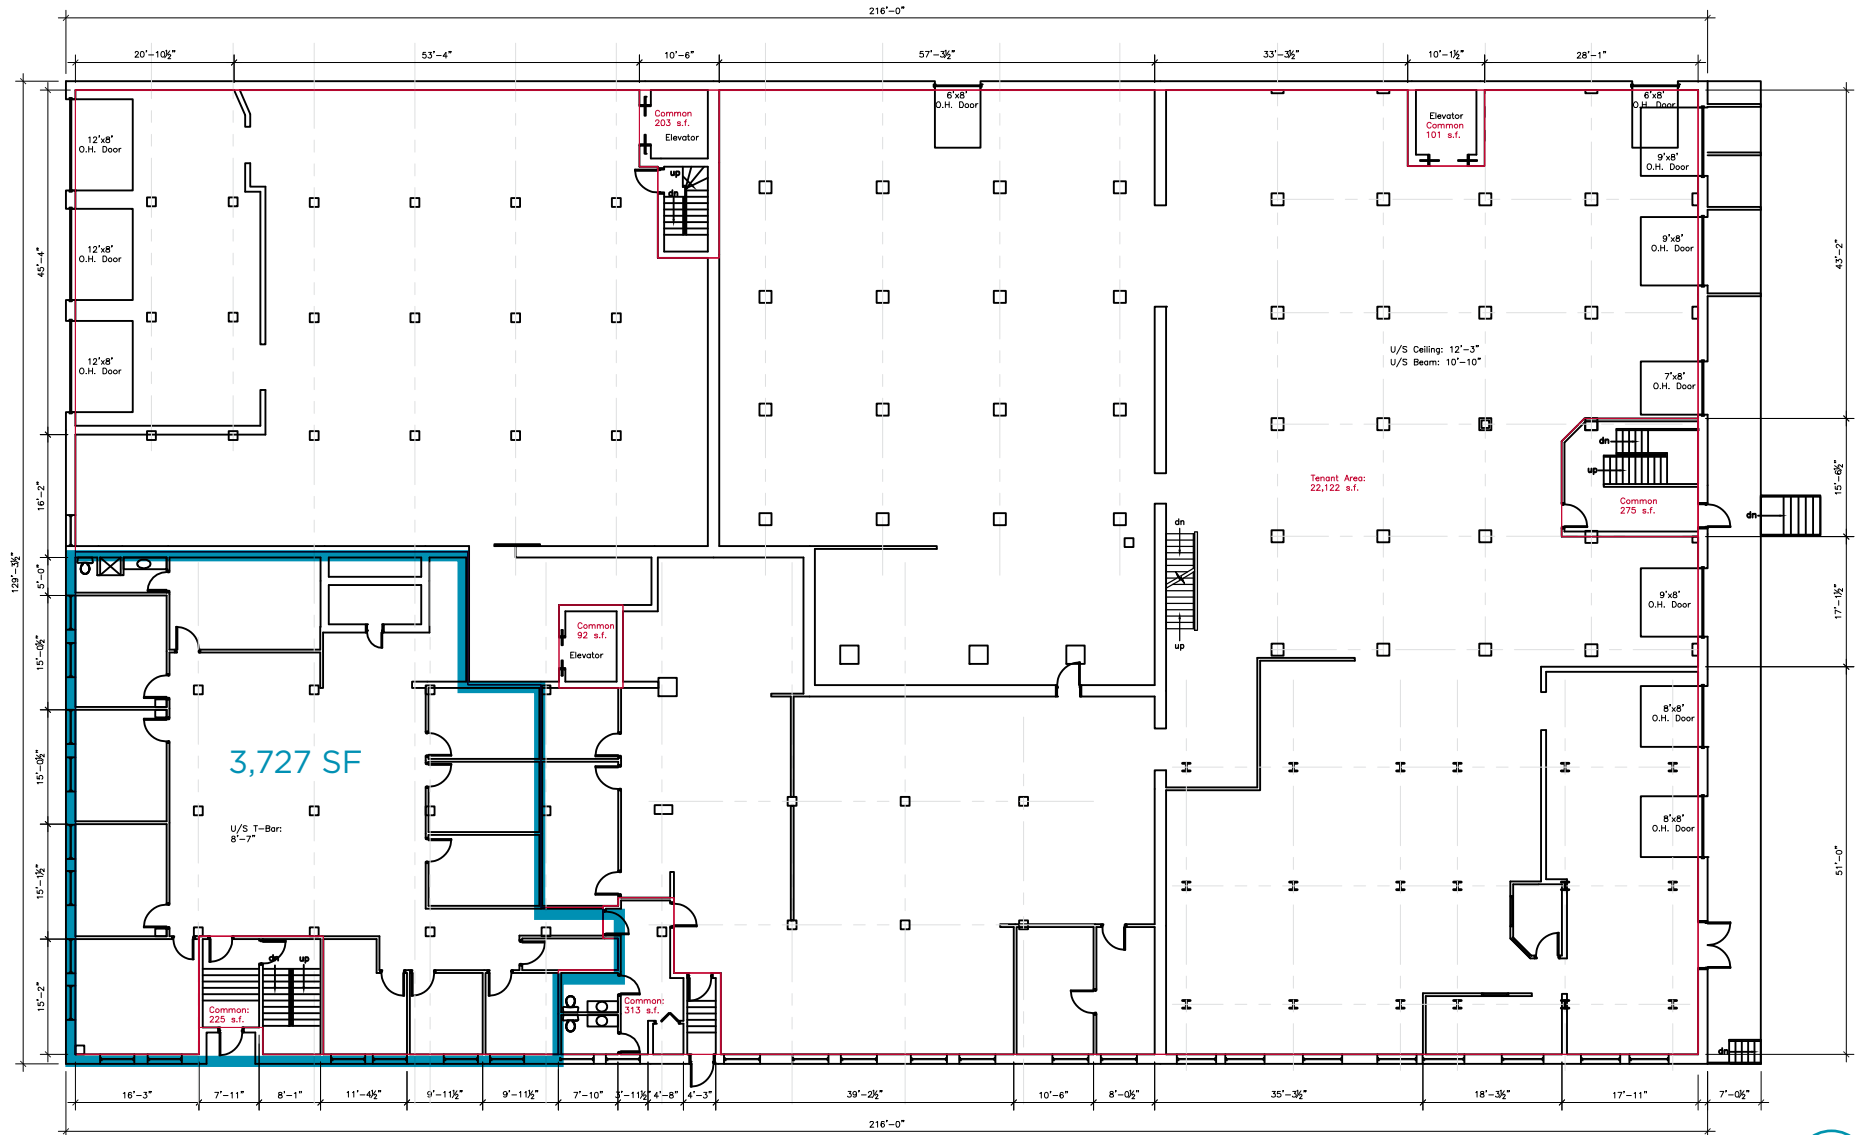 216'-0"
20'-10½"
53'-4"
10'-6"
57'-3½"
33'-3½"
10'-1½"
28'-1"
12'x8'
O.H. Door
Common
203 s.f.
Elevator
up
dn
6'x8'
O.H. Door
Elevator
Common
101 s.f.
6'x8'
O.H. Door
9'x8'
O.H. Door
12'x8'
O.H. Door
9'x8'
O.H. Door
45'-4"
43'-2"
12'x8'
O.H. Door
U/S Ceiling: 12'-3"
U/S Beam: 10'-10"
7'x8'
O.H. Door
dn
up
Tenant Area:
22,122 s.f.
Common
275 s.f.
dn
16'-2"
15'-6½"
129'-3½"
dn
up
5'-0"
9'x8'
O.H. Door
17'-1½"
Common
92 s.f.
Elevator
15'-0½"
8'x8'
O.H. Door
3,727 SF
15'-0½"
U/S T-Bar:
8'-7"
8'x8'
O.H. Door
15'-1½"
51'-0"
dn
up
Common:
225 s.f.
Common:
313 s.f.
15'-2"
dn
16'-3"
7'-11"
8'-1"
11'-4½"
9'-11½"
9'-11½"
7'-10"
3'-11½"
4'-8"
4'-3"
39'-2½"
10'-6"
8'-0½"
35'-3½"
18'-3½"
17'-11"
7'-0½"
216'-0"